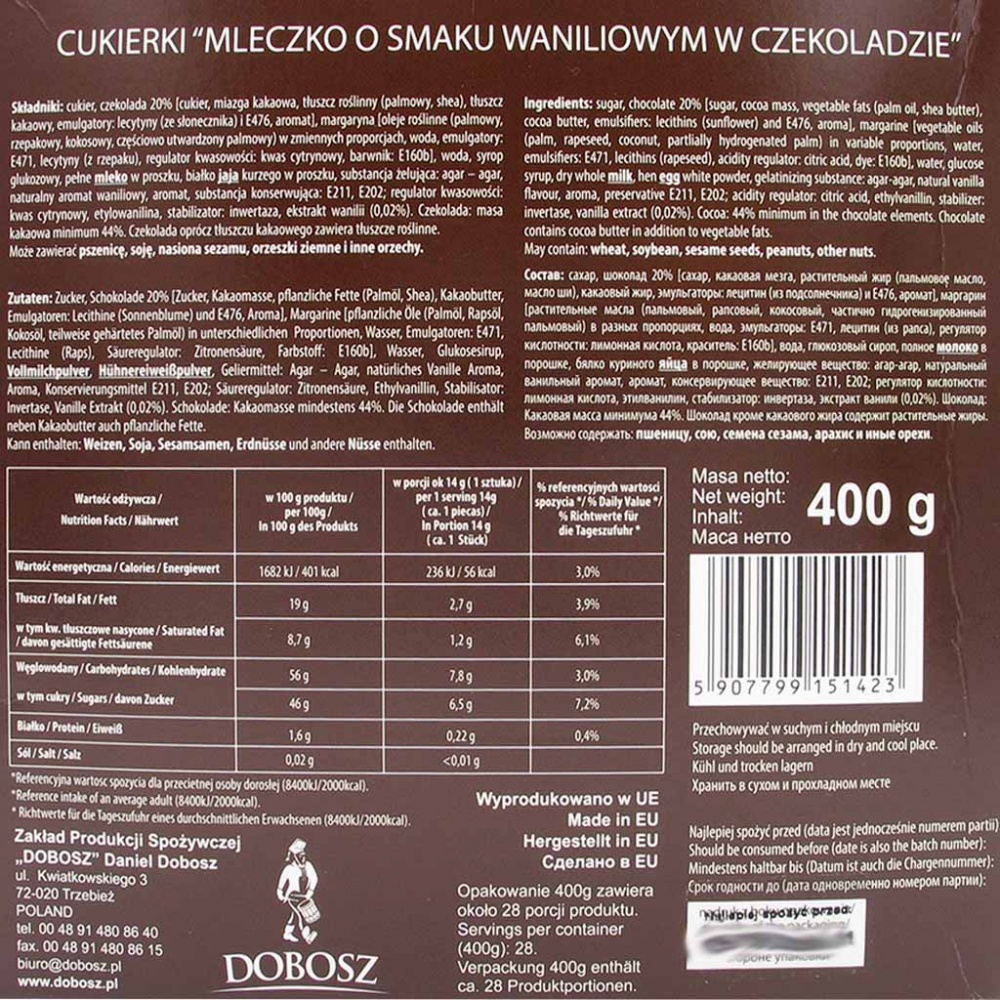 CUKIERKI "MLECZKO O SMAKU WANILIOWYM W CZEKOLADZIE"
Składniki: cukier, czekolada 20% [cukier, miazga kakaowa, tłuszcz roślinny (palmowy, shea), tłuszcz
kakaowy, emulgatory: lecytyny (ze słonecznika) i E476, aromat], margaryna [oleje roślinne (palmowy,
rzepakowy, kokosowy, częściowo utwardzony palmowy) w zmiennych proporcjach, woda, emulgatory:
E471, lecytyny (z rzepaku), regulator kwasowości: kwas cytrynowy, barwnik: E160b], woda, syrop
glukozowy, pełne mleko w proszku, białko jaja kurzego w proszku, substancja żelująca: agar – agar,
naturalny aromat waniliowy, aromat, substancja konserwująca: E211, E202; regulator kwasowości:
kwas cytrynowy, etylowanilina, stabilizator: inwertaza, ekstrakt wanilii (0,02%). Czekolada: masa
kakaowa minimum 44%. Czekolada oprócz tłuszczu kakaowego zawiera tłuszcze roślinne.
Może zawierać pszenicę, soję, nasiona sezamu, orzeszki ziemne i inne orzechy.
Ingredients: sugar, chocolate 20% [sugar, cocoa mass, vegetable fats (palm oil, shea butter),
cocoa butter, emulsifiers: lecithins (sunflower) and E476, aroma], margarine [vegetable oils
(palm, rapeseed, coconut, partlially hydrogenated palm) in variable proportions, water,
emulsifiers: E471, lecithins (rapeseed), acidity regulator: citric acid, dye: E160b], water, glucose
syrup, dry whole milk, hen egg white powder, gelatinizing substance: agar-agar, natural vanilla
flavour, aroma, preservative E211, E202; acidity regulator: citric acid, ethylvanillin, stabilizer:
invertase, vanilla extract (0,02%). Cocoa: 44% minimum in the chocolate elements. Chocolate
contains cocoa butter in addition to vegetable fats.
May contain: wheat, soybean, sesame seeds, peanuts, other nuts.
Zutaten: Zucker, Schokolade 20% [Zucker, Kakaomasse, pflanzliche Fette (Palmöl, Shea), Kakaobutter,
Emulgatoren: Lecithine (Sonnenblume) und E476, Aroma], Margarine [pflanzliche Öle (Palmöl, Rapsöl,
Kokosöl, teilweise gehärtetes Palmöl) in unterschiedlichen Proportionen, Wasser, Emulgatoren: E471,
Lecithine (Raps), Säureregulator: Zitronensäure, Farbstoff: E160b], Wasser, Glukosesirup,
Vollmilchpulver, Hühnereiweißpulver, Geliermittel: Agar – Agar, natürliches Vanille Aroma,
Aroma, Konservierungsmittel E211, E202; Säureregulator: Zitronensäure, Ethylvanillin, Stabilisator:
Invertase, Vanille Extrakt (0,02%). Schokolade: Kakaomasse mindestens 44%. Die Schokolade enthält
neben Kakaobutter auch pflanzliche Fette.
Kann enthalten: Weizen, Soja, Sesamsamen, Erdnüsse und andere Nüsse enthalten.
Состав: сахар, шоколад 20% [сахар, какаовая мезга, растительный жир (пальмовое масло,
масло ши), какаовый жир, эмульгаторы: лецитин (из подсолнечника) и E476, аромат], маргарин
[растительные масла (пальмовый, рапсовый, кокосовый, частично гидрогенизированный
пальмовый) в разных пропорциях, вода, эмульгаторы: E471, лецитин (из рапса), регулятор
кислотности: лимонная кислота, краситель: E160b], вода, глюкозовый сироп, полное молоко в
порошке, бялко куриного яйца в порошке, желирующее вещество: агар-агар, натуральный
ванильный аромат, аромат, консервирующее вещество: E211, E202; регулятор кислотности:
лимонная кислота, этилванилин, стабилизатор: инвертаза, экстракт ванили (0,02%). Шоколад:
Какаовая масса минимума 44%. Шоколад кроме какаового жира содержит растительные жиры.
Возможно содержать: пшеницу, сою, семена сезама, арахис и иные орехи.
Wartość odżywcza / Nutrition Facts / Nährwert
w 100 g produktu / per 100g / In 100 g des Produkts
w porcji ok 14 g ( 1 sztuka) / per 1 serving 14g ( ca. 1 piecas) / In Portion 14 g ( ca. 1 Stück)
% referencyjnych wartosci spozycia */ % Daily Value */ % Richtwerte für die Tageszufuhr *
Wartość energetyczna / Calories / Energiewert 1682 kJ / 401 kcal 236 kJ / 56 kcal 3,0%
Tłuszcz / Total Fat / Fett 19 g 2,7 g 3,9%
w tym kw. tłuszczowe nasycone / Saturated Fat / davon gesättigte Fettsäurene 8,7 g 1,2 g 6,1%
Węglowodany / Carbohydrates / Kohlenhydrate 56 g 7,8 g 3,0%
w tym cukry / Sugars / davon Zucker 46 g 6,5 g 7,2%
Białko / Protein / Eiweiß 1,6 g 0,22 g 0,4%
Sól / Salt / Salz 0,02 g <0,01 g
*Referencyjna wartosc spozycia dla przecietnej osoby dorosłej (8400kJ/2000kcal).
*Reference intake of an average adult (8400kJ/2000kcal).
* Richtwerte für die Tageszufuhr eines durchschnittlichen Erwachsenen (8400kJ/2000kcal).
Masa netto:
Net weight:
Inhalt:
Масa нетто
400 g
5 907799 151423
Przechowywać w suchym i chłodnym miejscu
Storage should be arranged in dry and cool place.
Kühl und trocken lagern
Хранить в сухом и прохладном месте
Zakład Produkcji Spożywczej
„DOBOSZ" Daniel Dobosz
ul. Kwiatkowskiego 3
72-020 Trzebież
POLAND
tel. 00 48 91 480 86 40
fax. 00 48 91 480 86 15
biuro@dobosz.pl
www.dobosz.pl
DOBOSZ
Wyprodukowano w UE
Made in EU
Hergestellt in EU
Сделано в EU
Opakowanie 400g zawiera
około 28 porcji produktu.
Servings per container
(400g): 28.
Verpackung 400g enthält
ca. 28 Produktportionen.
Najlepiej spożyć przed (data jest jednocześnie numerem partii)
Should be consumed before (date is also the batch number):
Mindestens haltbar bis (Datum ist auch die Chargennummer):
Срок годности до (дата одновременно номером партии):
Najlepiej spożyć przed: